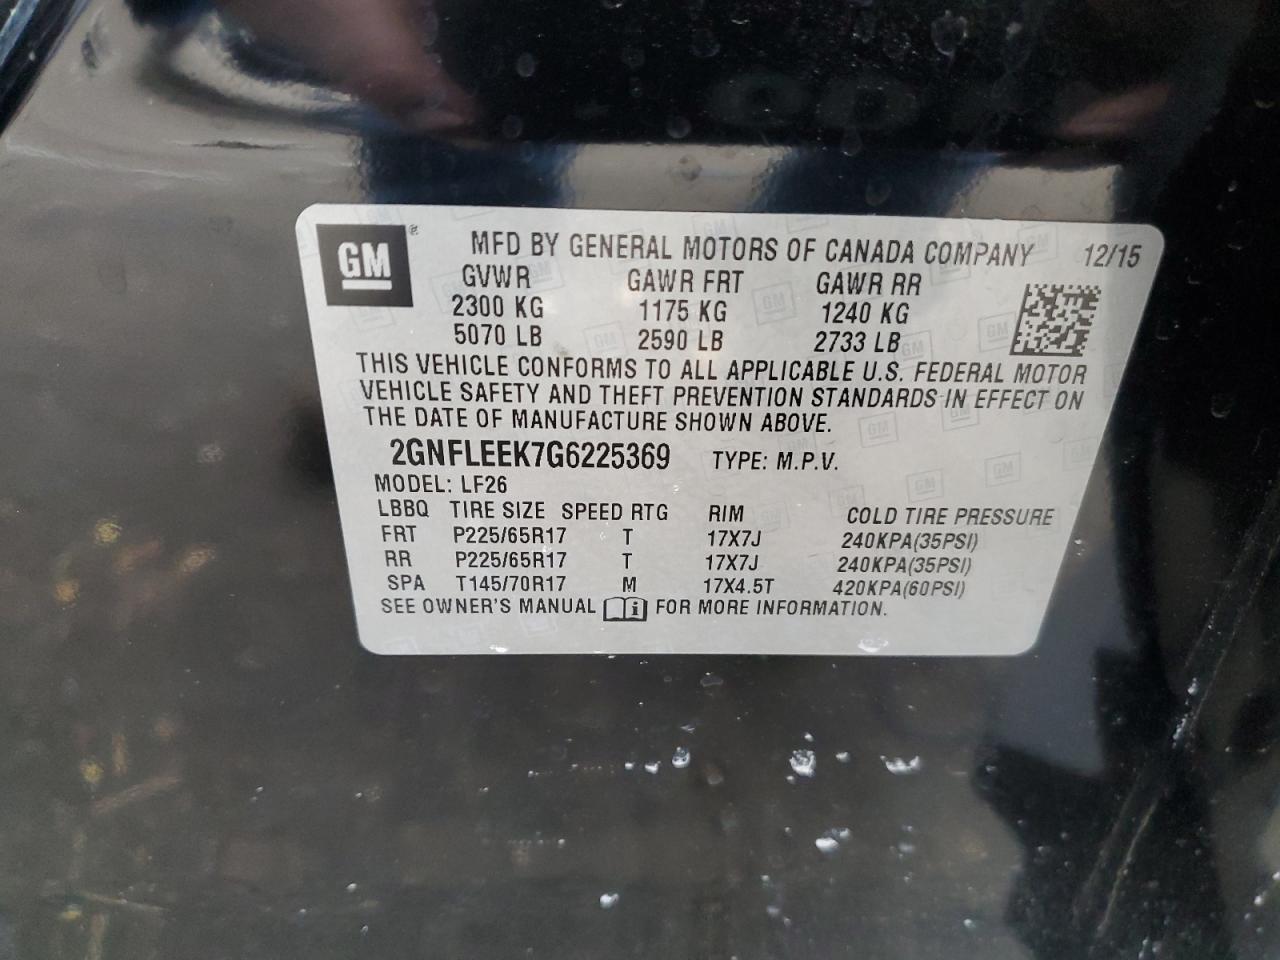 GM ® MFD BY GENERAL MOTORS OF CANADA COMPANY 12/15
GVWR GAWR FRT GAWR RR
2300 KG 1175 KG 1240 KG
5070 LB 2590 LB 2733 LB
THIS VEHICLE CONFORMS TO ALL APPLICABLE U.S. FEDERAL MOTOR
VEHICLE SAFETY AND THEFT PREVENTION STANDARDS IN EFFECT ON
THE DATE OF MANUFACTURE SHOWN ABOVE.
2GNFLEEK7G6225369 TYPE: M.P.V.
MODEL: LF26
LBBQ TIRE SIZE SPEED RTG RIM COLD TIRE PRESSURE
FRT P225/65R17 T 17X7J 240KPA(35PSI)
RR P225/65R17 T 17X7J 240KPA(35PSI)
SPA T145/70R17 M 17X4.5T 420KPA(60PSI)
SEE OWNER'S MANUAL i FOR MORE INFORMATION.